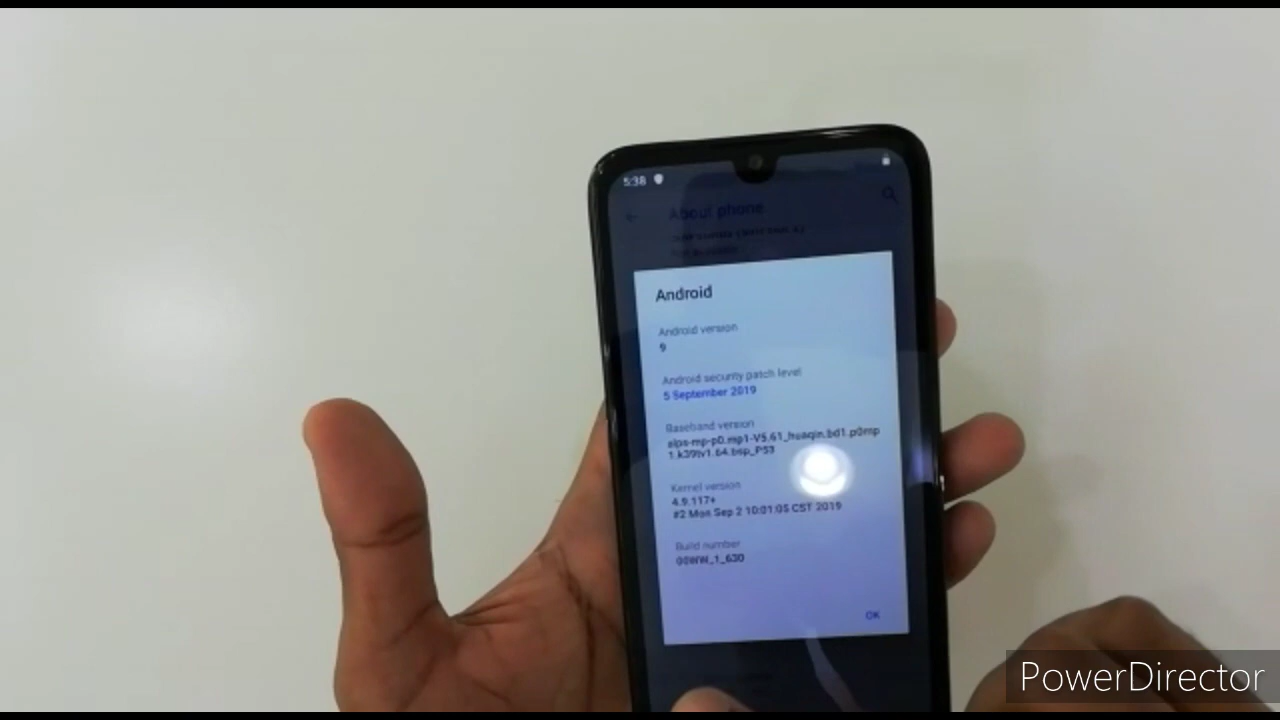 5:38
About phone
Android
Android version
9
Android security patch level
5 September 2019
Baseband version
alps-mp-p0.mp1-V5.61_huaqin.bd1.p0mp
1.k39tv1.64.bsp_P53
Kernel version
4.9.117+
#2 Mon Sep 2 10:01:05 CST 2019
Build number
00WW_1_630
OK
PowerDirector